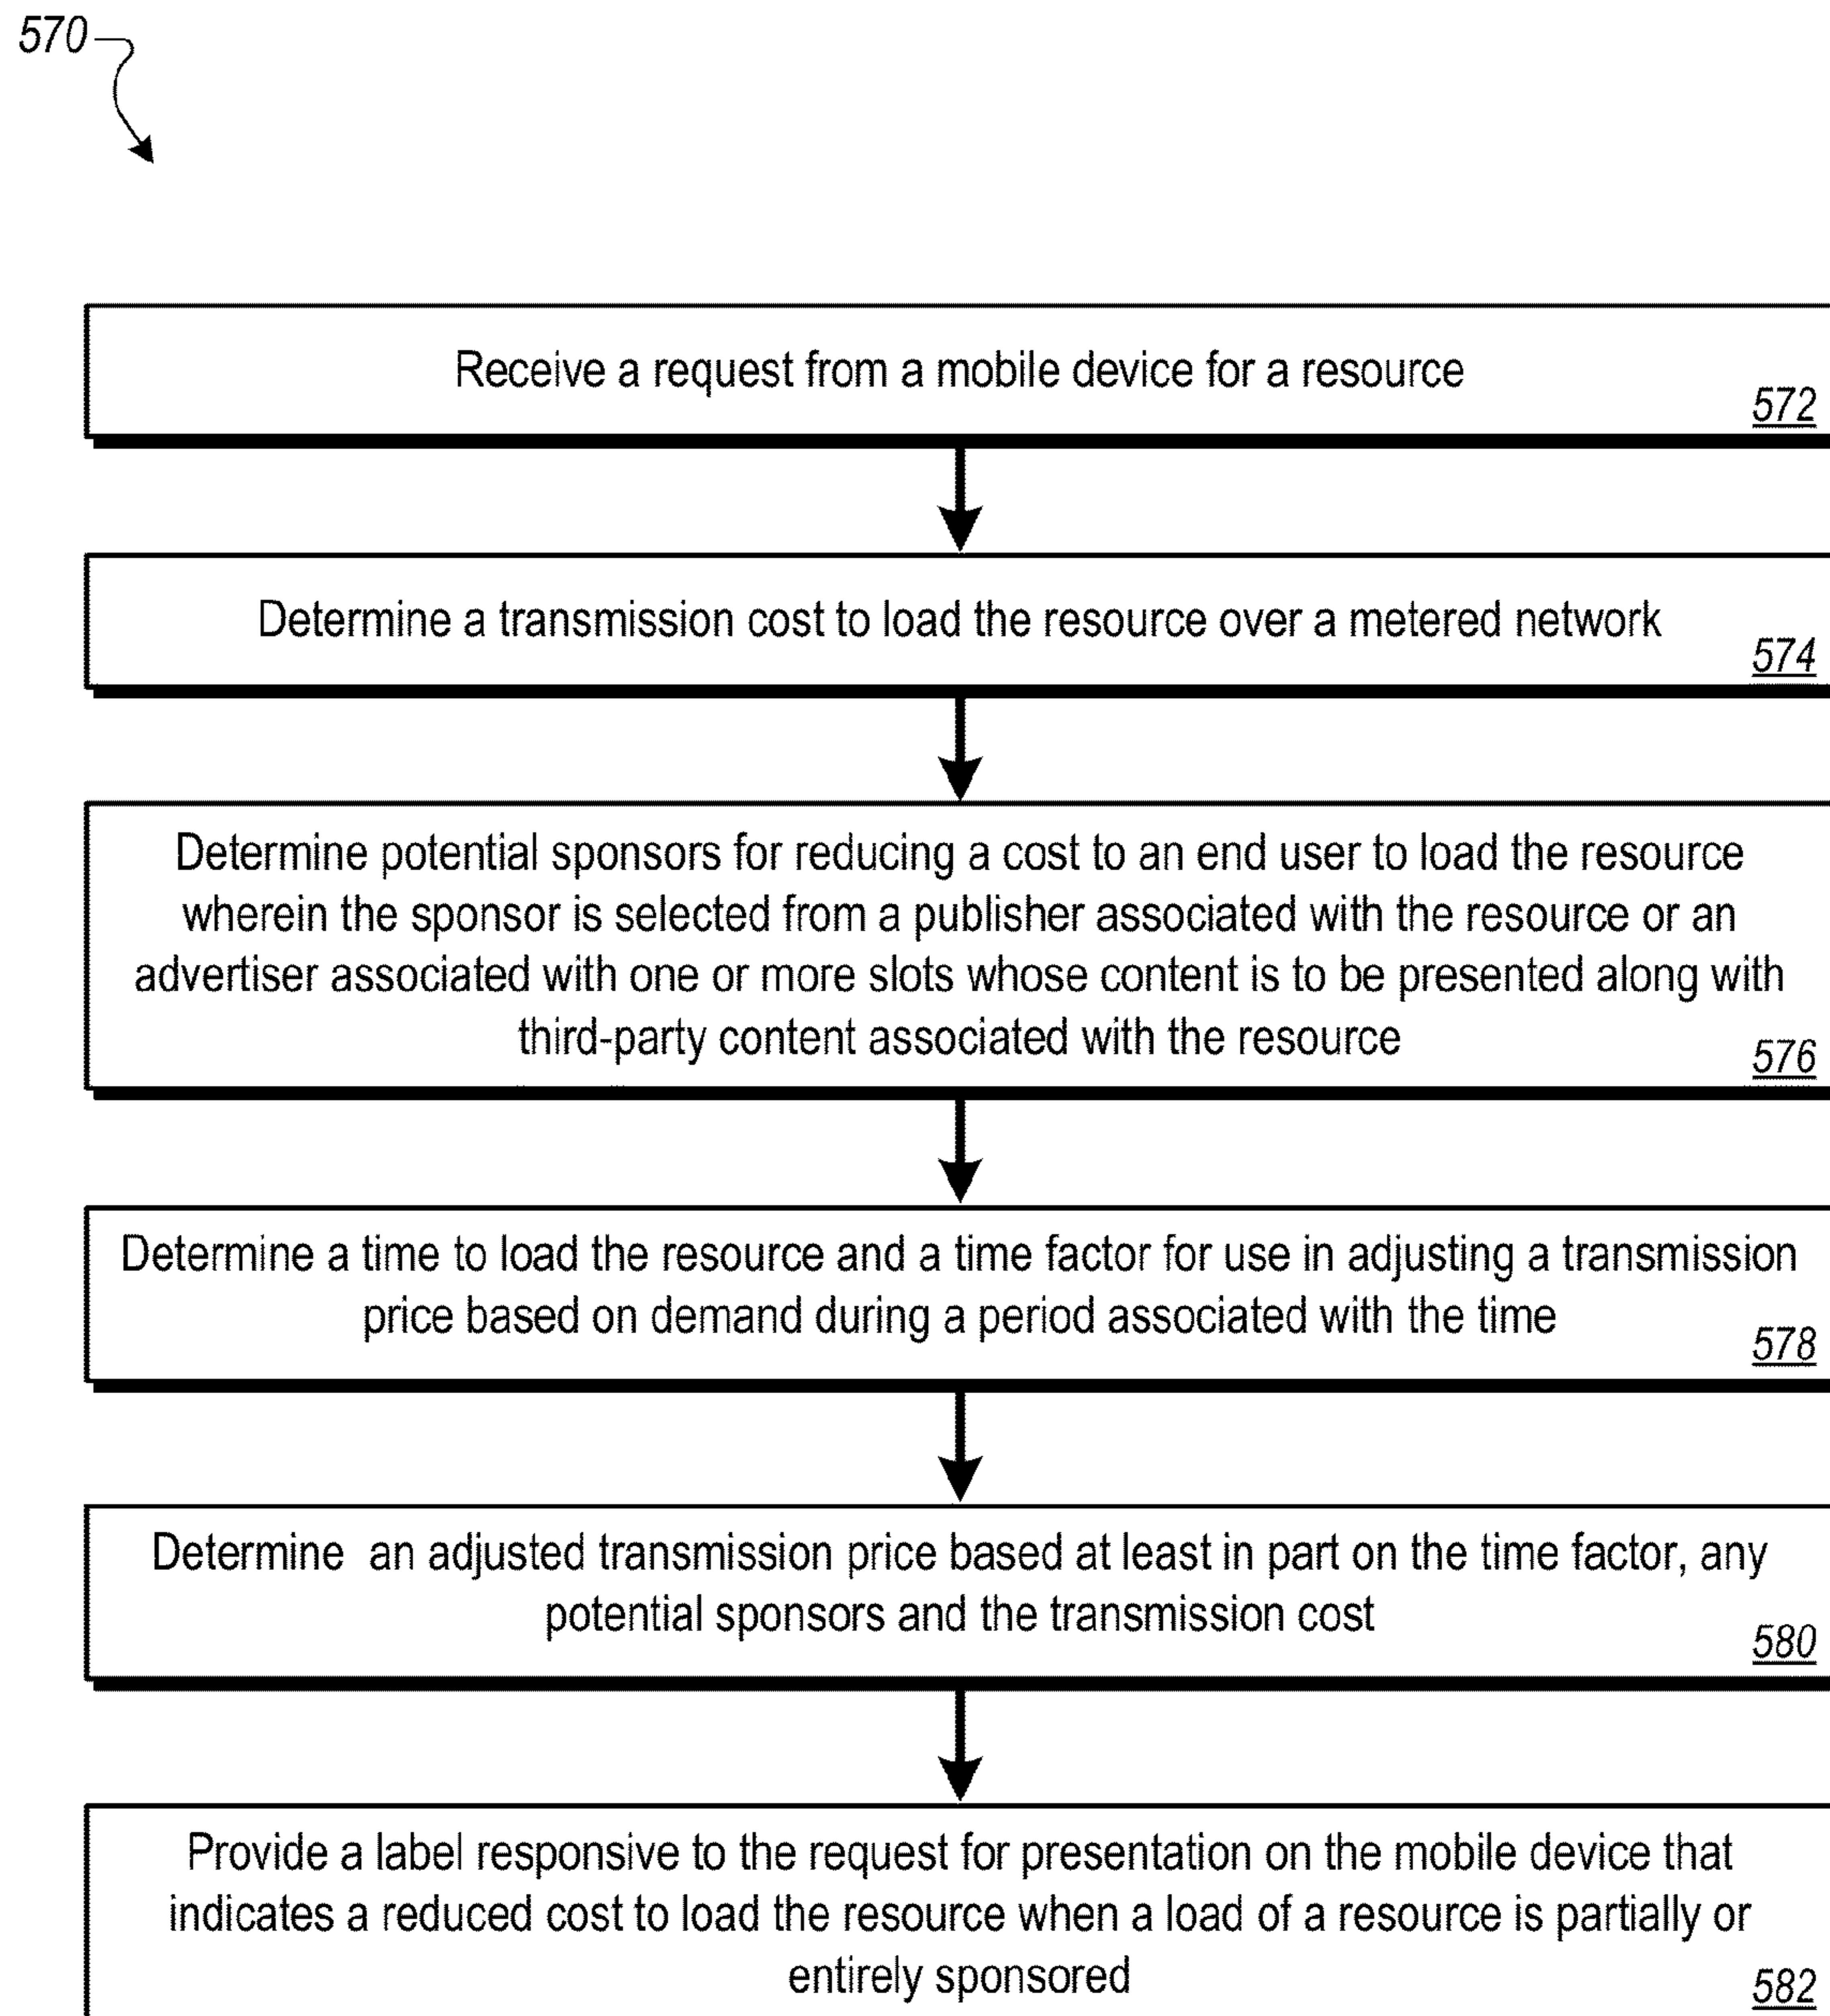 570
Receive a request from a mobile device for a resource
572
Determine a transmission cost to load the resource over a metered network
574
Determine potential sponsors for reducing a cost to an end user to load the resource
wherein the sponsor is selected from a publisher associated with the resource or an
advertiser associated with one or more slots whose content is to be presented along with
third-party content associated with the resource
576
Determine a time to load the resource and a time factor for use in adjusting a transmission
price based on demand during a period associated with the time
578
Determine an adjusted transmission price based at least in part on the time factor, any
potential sponsors and the transmission cost
580
Provide a label responsive to the request for presentation on the mobile device that
indicates a reduced cost to load the resource when a load of a resource is partially or
entirely sponsored
582